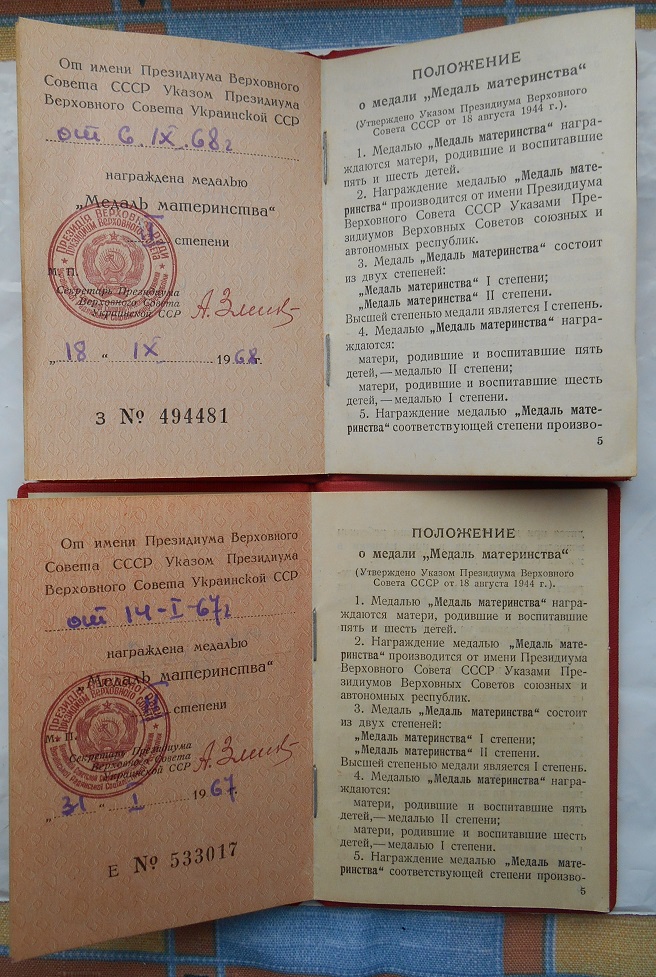 От имени Президиума Верховного
Совета СССР Указом Президиума
Верховного Совета Украинской ССР
от 6.IX.68г
награждена медалью
„Медаль материнства“
степени
М. П.
Секретарь Президиума
Верховного Совета
Украинской ССР
„18“ IX 1968г.
З № 494481
ПОЛОЖЕНИЕ
о медали „Медаль материнства“
(Утверждено Указом Президиума Верховного
Совета СССР от 18 августа 1944 г.).
1. Медалью „Медаль материнства“ награ-
ждаются матери, родившие и воспитавшие
пять и шесть детей.
2. Награждение медалью „Медаль мате-
ринства“ производится от имени Президиума
Верховного Совета СССР Указами Пре-
зидиумов Верховных Советов союзных и
автономных республик.
3. Медаль „Медаль материнства“ состоит
из двух степеней:
„Медаль материнства“ I степени;
„Медаль материнства“ II степени.
Высшей степенью медали является I степень.
4. Медалью „Медаль материнства“ награ-
ждаются:
матери, родившие и воспитавшие пять
детей,—медалью II степени;
матери, родившие и воспитавшие шесть
детей,—медалью I степени.
5. Награждение медалью „Медаль мате-
ринства“ соответствующей степени произво-
5
От имени Президиума Верховного
Совета СССР Указом Президиума
Верховного Совета Украинской ССР
от 14-I-67г
награждена медалью
„Медаль материнства“
степени
М. П.
Секретарь Президиума
Верховного Совета
Украинской ССР
„31“ I 1967г.
Е № 533017
ПОЛОЖЕНИЕ
о медали „Медаль материнства“
(Утверждено Указом Президиума Верховного
Совета СССР от 18 августа 1944 г.).
1. Медалью „Медаль материнства“ награ-
ждаются матери, родившие и воспитавшие
пять и шесть детей.
2. Награждение медалью „Медаль мате-
ринства“ производится от имени Президиума
Верховного Совета СССР Указами Пре-
зидиумов Верховных Советов союзных и
автономных республик.
3. Медаль „Медаль материнства“ состоит
из двух степеней:
„Медаль материнства“ I степени;
„Медаль материнства“ II степени.
Высшей степенью медали является I степень.
4. Медалью „Медаль материнства“ награ-
ждаются:
матери, родившие и воспитавшие пять
детей,—медалью II степени;
матери, родившие и воспитавшие шесть
детей,—медалью I степени.
5. Награждение медалью „Медаль мате-
ринства“ соответствующей степени произво-
5